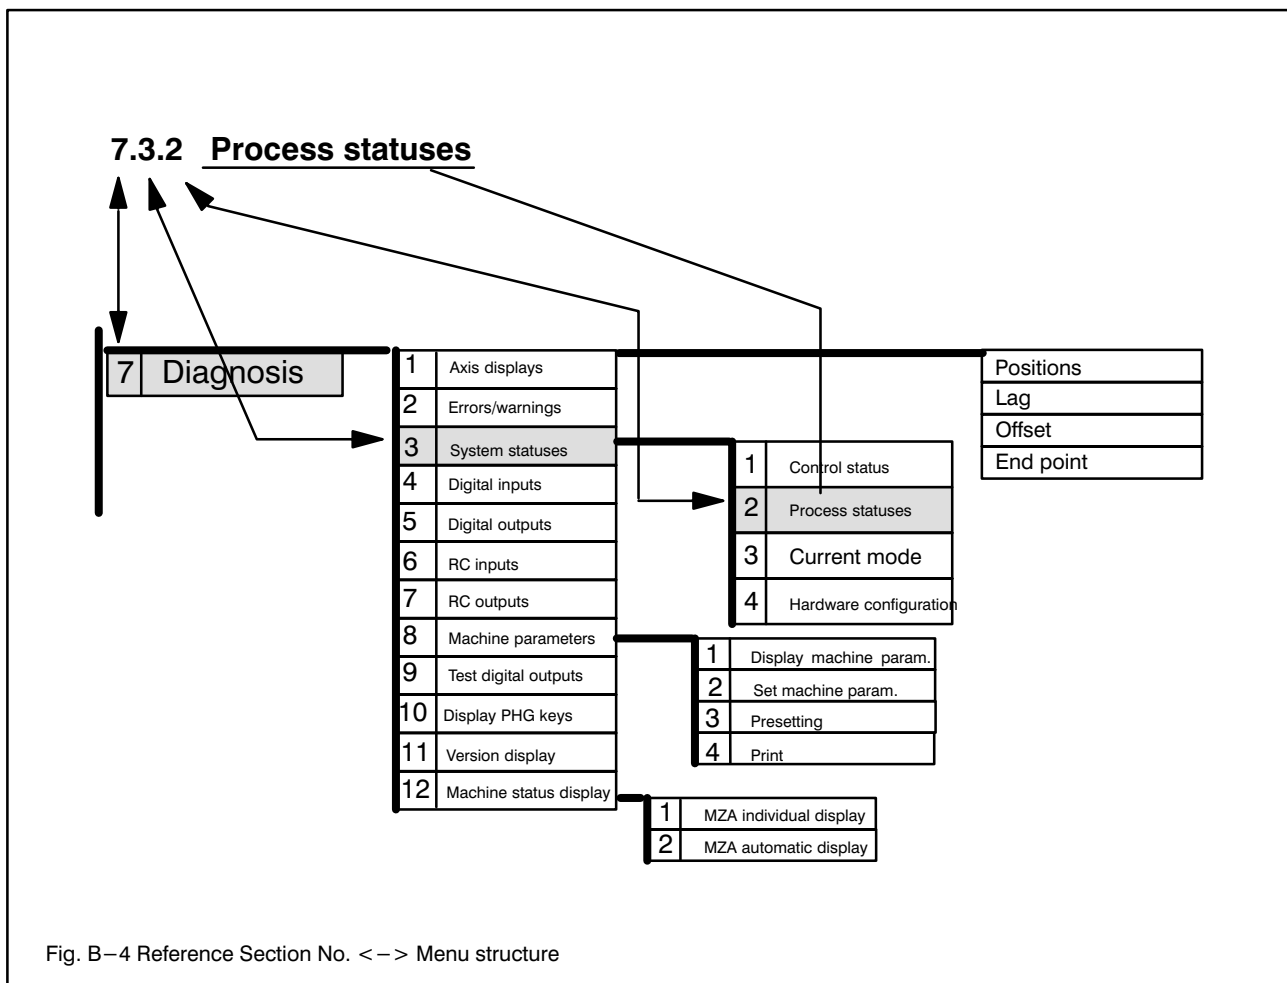 7.3.2 Process statuses
7 Diagnosis
1 Axis displays
2 Errors/warnings
3 System statuses
4 Digital inputs
5 Digital outputs
6 RC inputs
7 RC outputs
8 Machine parameters
9 Test digital outputs
10 Display PHG keys
11 Version display
12 Machine status display
Positions
Lag
Offset
End point
1 Control status
2 Process statuses
3 Current mode
4 Hardware configuration
1 Display machine param.
2 Set machine param.
3 Presetting
4 Print
1 MZA individual display
2 MZA automatic display
Fig. B−4 Reference Section No. <−> Menu structure